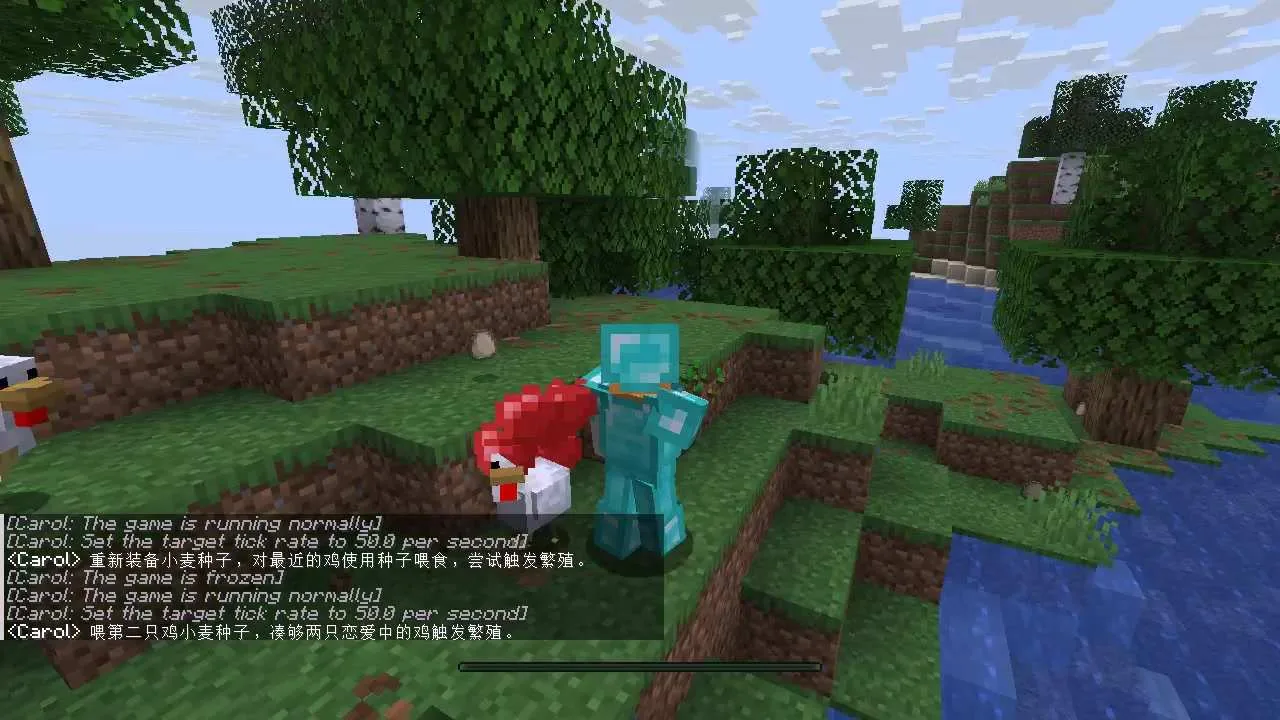 [Carol: The game is running normally]
[Carol: Set the target tick rate to 50.0 per second]
<Carol> 重新装备小麦种子，对最近的鸡使用种子喂食，尝试触发繁殖。
[Carol: The game is frozen]
[Carol: The game is running normally]
[Carol: Set the target tick rate to 50.0 per second]
<Carol> 喂第二只鸡小麦种子，凑够两只恋爱中的鸡触发繁殖。